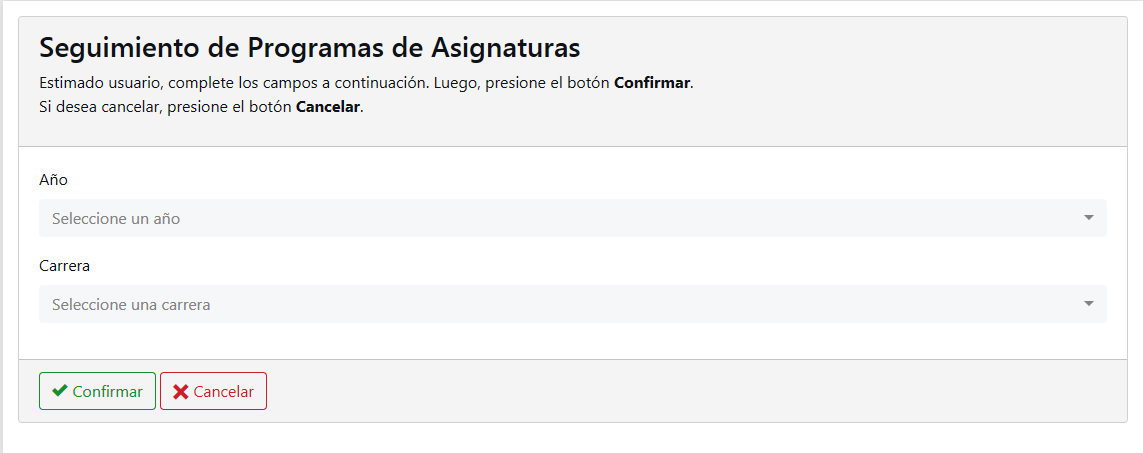 Seguimiento de Programas de Asignaturas
Estimado usuario, complete los campos a continuación. Luego, presione el botón Confirmar.
Si desea cancelar, presione el botón Cancelar.
Año
Seleccione un año
Carrera
Seleccione una carrera
Confirmar Cancelar